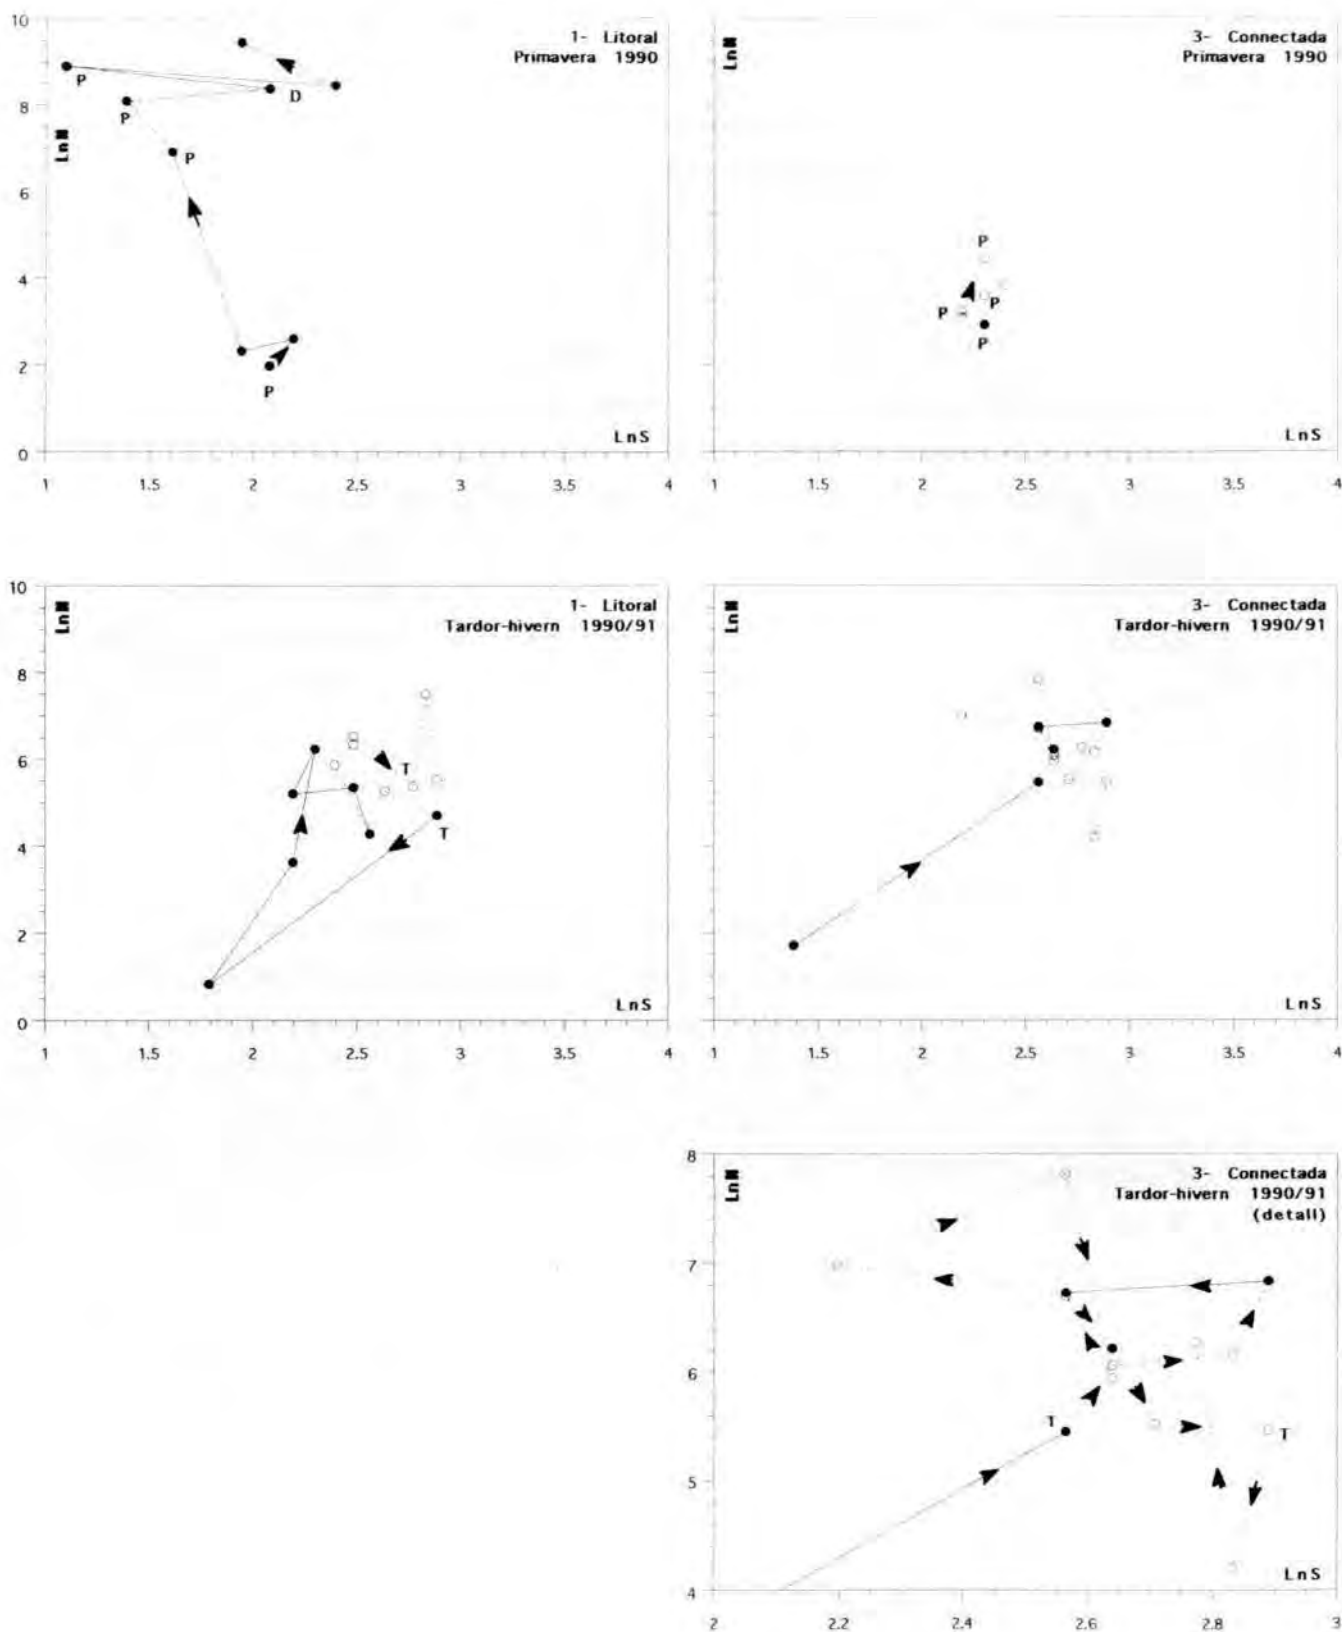 10
8
6
4
2
0
LnN
1- Litoral
Primavera 1990
P
D
P
P
P
LnS
1 1.5 2 2.5 3 3.5 4
LnN
3- Connectada
Primavera 1990
P
P
P
P
LnS
1 1.5 2 2.5 3 3.5 4
10
8
6
4
2
0
LnN
1- Litoral
Tardor-hivern 1990/91
T
T
LnS
1 1.5 2 2.5 3 3.5 4
LnN
3- Connectada
Tardor-hivern 1990/91
LnS
1 1.5 2 2.5 3 3.5 4
8
7
6
5
4
LnN
3- Connectada
Tardor-hivern 1990/91
(detall)
T
T
LnS
2 2.2 2.4 2.6 2.8 3